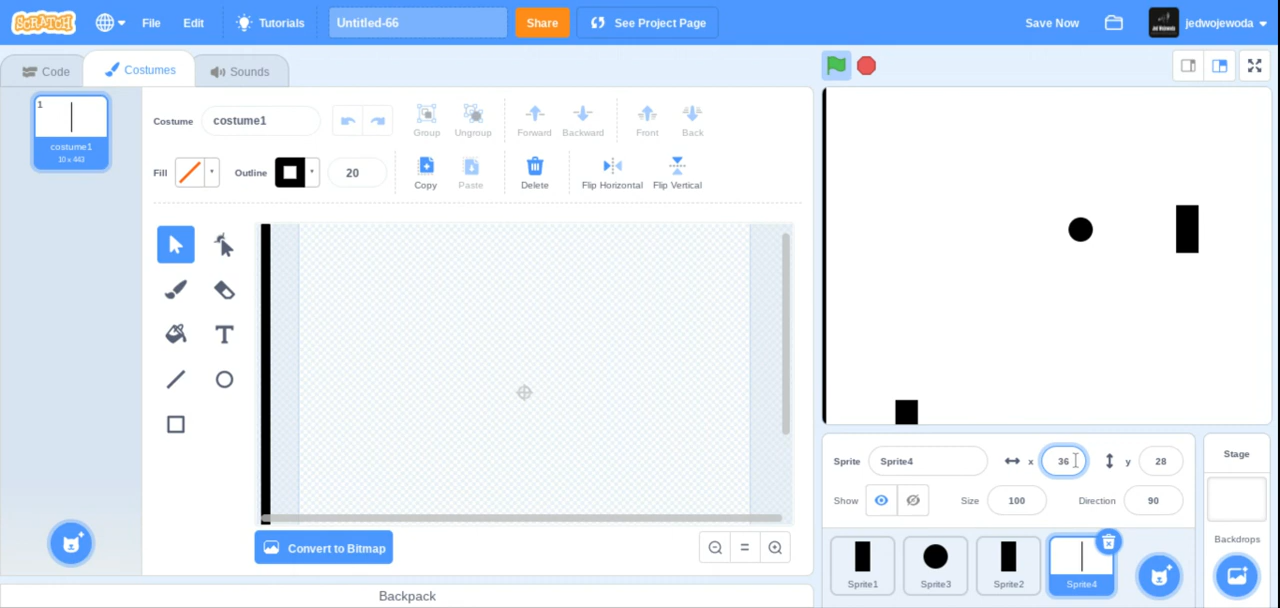 SCRATCH File Edit Tutorials Untitled-66 Share See Project Page Save Now jedwojewoda
Code Costumes Sounds
1
costume1
10 x 443
Costume costume1 Group Ungroup Forward Backward Front Back
Fill Outline 20 Copy Paste Delete Flip Horizontal Flip Vertical
T
Convert to Bitmap
Backpack
Sprite Sprite4 x 36 y 28
Show Size 100 Direction 90
Stage
Backdrops
Sprite1 Sprite3 Sprite2 Sprite4